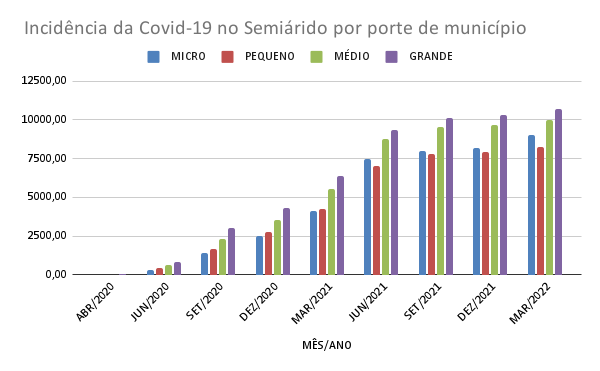 Incidência da Covid-19 no Semiárido por porte de município
MICRO PEQUENO MÉDIO GRANDE
12500,00
10000,00
7500,00
5000,00
2500,00
0,00
ABR/2020 JUN/2020 SET/2020 DEZ/2020 MAR/2021 JUN/2021 SET/2021 DEZ/2021 MAR/2022
MÊS/ANO